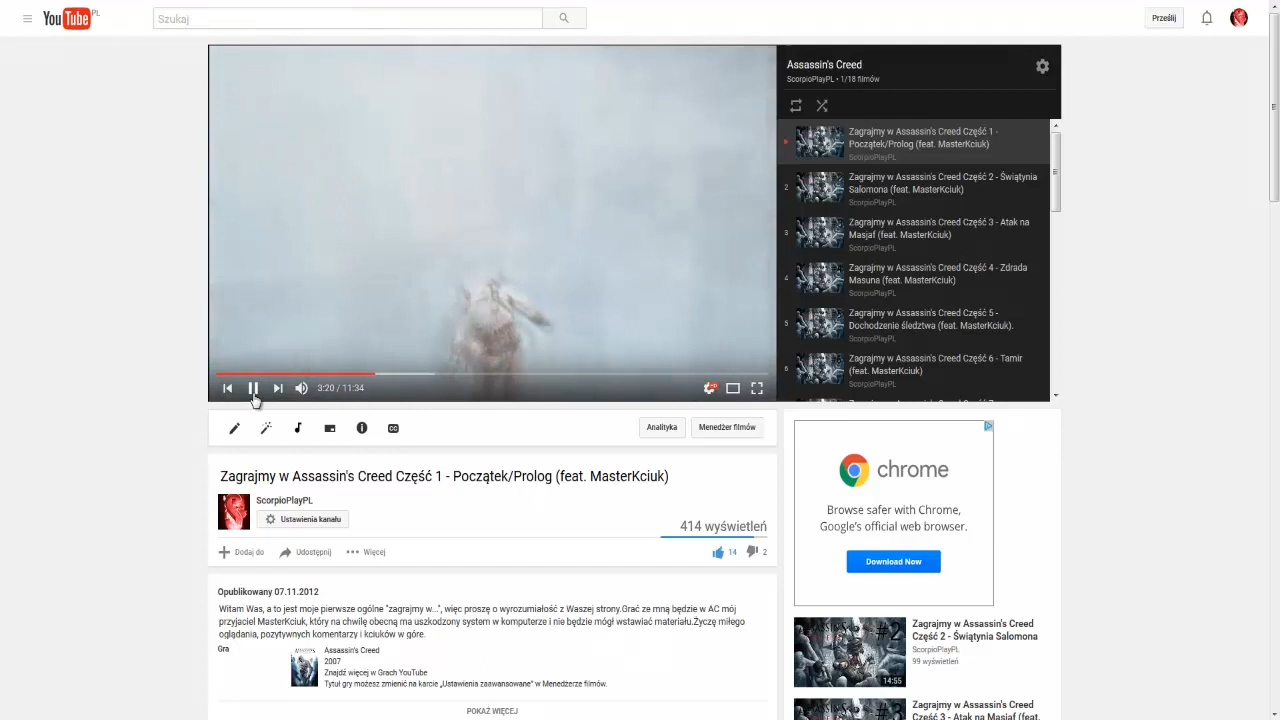 YouTube PL
Szukaj
Prześlij
Assassin's Creed
ScorpioPlayPL • 1/18 filmów
Zagrajmy w Assassin's Creed Część 1 -
Początek/Prolog (feat. MasterKciuk)
ScorpioPlayPL
2
Zagrajmy w Assassin's Creed Część 2 - Świątynia
Salomona (feat. MasterKciuk)
ScorpioPlayPL
3
Zagrajmy w Assassin's Creed Część 3 - Atak na
Masjaf (feat. MasterKciuk)
ScorpioPlayPL
4
Zagrajmy w Assassin's Creed Część 4 - Zdrada
Masuna (feat. MasterKciuk)
ScorpioPlayPL
5
Zagrajmy w Assassin's Creed Część 5 -
Dochodzenie śledztwa (feat. MasterKciuk).
ScorpioPlayPL
6
Zagrajmy w Assassin's Creed Część 6 - Tamir
(feat. MasterKciuk)
ScorpioPlayPL
3:20 / 11:34
Analityka
Menedżer filmów
Zagrajmy w Assassin's Creed Część 1 - Początek/Prolog (feat. MasterKciuk)
ScorpioPlayPL
Ustawienia kanału
414 wyświetleń
Dodaj do
Udostępnij
Więcej
14
2
Opublikowany 07.11.2012
Witam Was, a to jest moje pierwsze ogólne "zagrajmy w...", więc proszę o wyrozumiałość z Waszej strony.Grać ze mną będzie w AC mój
przyjaciel MasterKciuk, który na chwilę obecną ma uszkodzony system w komputerze i nie będzie mógł wstawiać materiału.Życzę miłego
oglądania, pozytywnych komentarzy i kciuków w góre.
Gra
Assassin's Creed
2007
Znajdź więcej w Grach YouTube
Tytuł gry możesz zmienić na karcie „Ustawienia zaawansowane" w Menedżerze filmów.
POKAŻ WIĘCEJ
chrome
Browse safer with Chrome,
Google's official web browser.
Download Now
#2
14:55
Zagrajmy w Assassin's Creed
Część 2 - Świątynia Salomona
ScorpioPlayPL
99 wyświetleń
Zagrajmy w Assassin's Creed
Część 3 - Atak na Masjaf (feat.